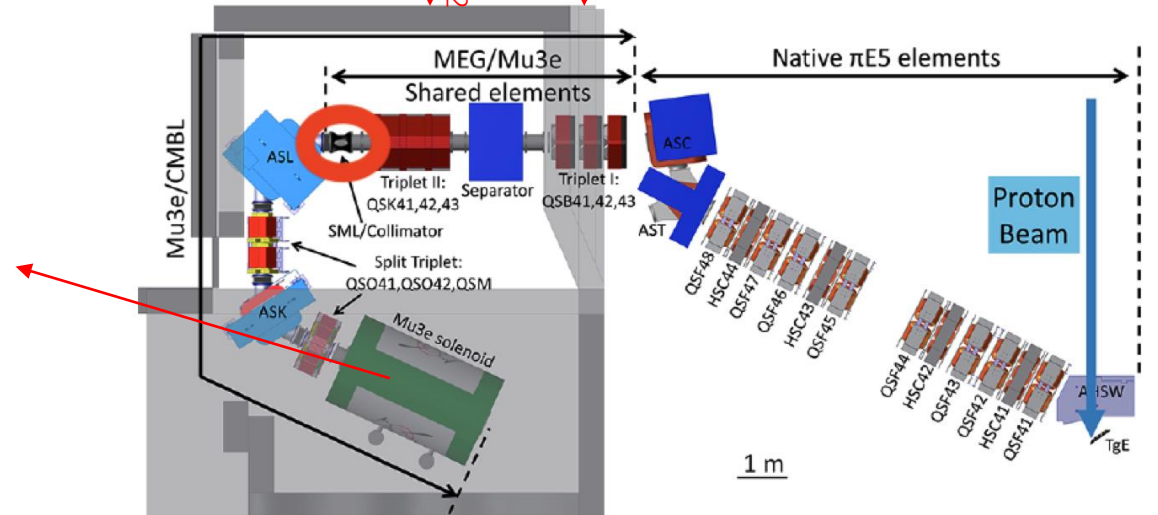 MEG/Mu3e
Shared elements
Native πE5 elements
Mu3e/CMBL
ASL
ASC
Triplet II:
QSK41,42,43
Separator
Triplet I:
QSB41,42,43
SML/Collimator
AST
Proton
Beam
Split Triplet:
QSO41,QSO42,QSM
ASK
Mu3e solenoid
QSF48
HSC44
QSF47
QSF46
HSC43
QSF45
QSF44
HSC42
QSF43
QSF42
HSC41
QSF41
AHSW
TgE
1 m